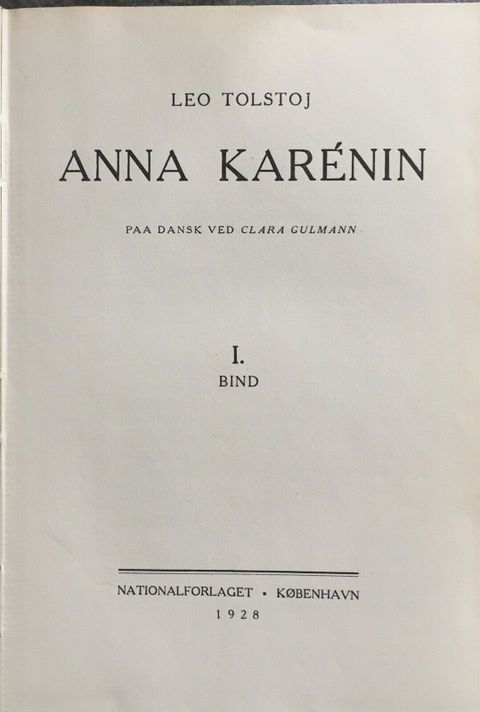 LEO TOLSTOJ
ANNA KARÉNIN
PAA DANSK VED CLARA GULMANN
I.
BIND
NATIONALFORLAGET • KØBENHAVN
1928